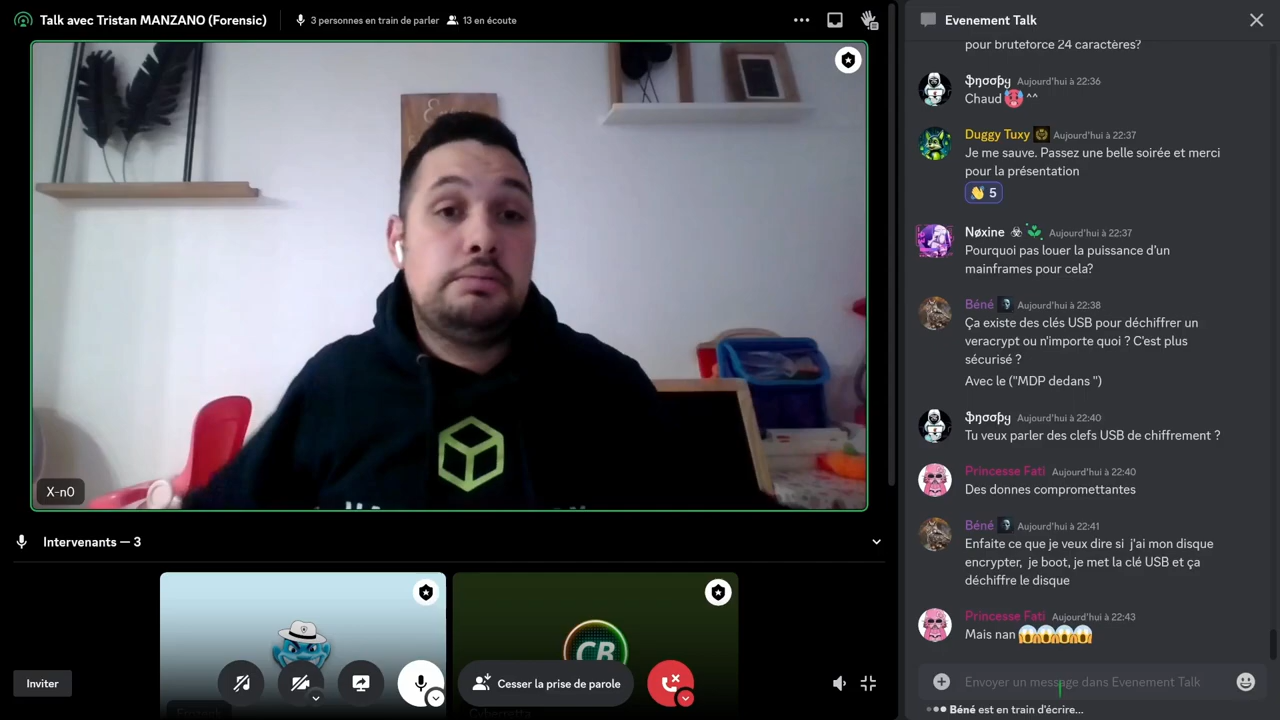 Talk avec Tristan MANZANO (Forensic)
3 personnes en train de parler
13 en écoute
X-n0
Intervenants — 3
CB
Inviter
Cesser la prise de parole
Evenement Talk
pour bruteforce 24 caractères?
Aujourd'hui à 22:36
Chaud 🥵 ^^
Duggy Tuxy Aujourd'hui à 22:37
Je me sauve. Passez une belle soirée et merci
pour la présentation
👏 5
Nøxine Aujourd'hui à 22:37
Pourquoi pas louer la puissance d'un
mainframes pour cela?
Béné Aujourd'hui à 22:38
Ça existe des clés USB pour déchiffrer un
veracrypt ou n'importe quoi ? C'est plus
sécurisé ?
Avec le ("MDP dedans ")
Aujourd'hui à 22:40
Tu veux parler des clefs USB de chiffrement ?
Princesse Fati Aujourd'hui à 22:40
Des donnes compromettantes
Béné Aujourd'hui à 22:41
Enfaite ce que je veux dire si j'ai mon disque
encrypter, je boot, je met la clé USB et ça
déchiffre le disque
Princesse Fati Aujourd'hui à 22:43
Mais nan 😱😱😱😱
Envoyer un message dans Evenement Talk
Béné est en train d'écrire...